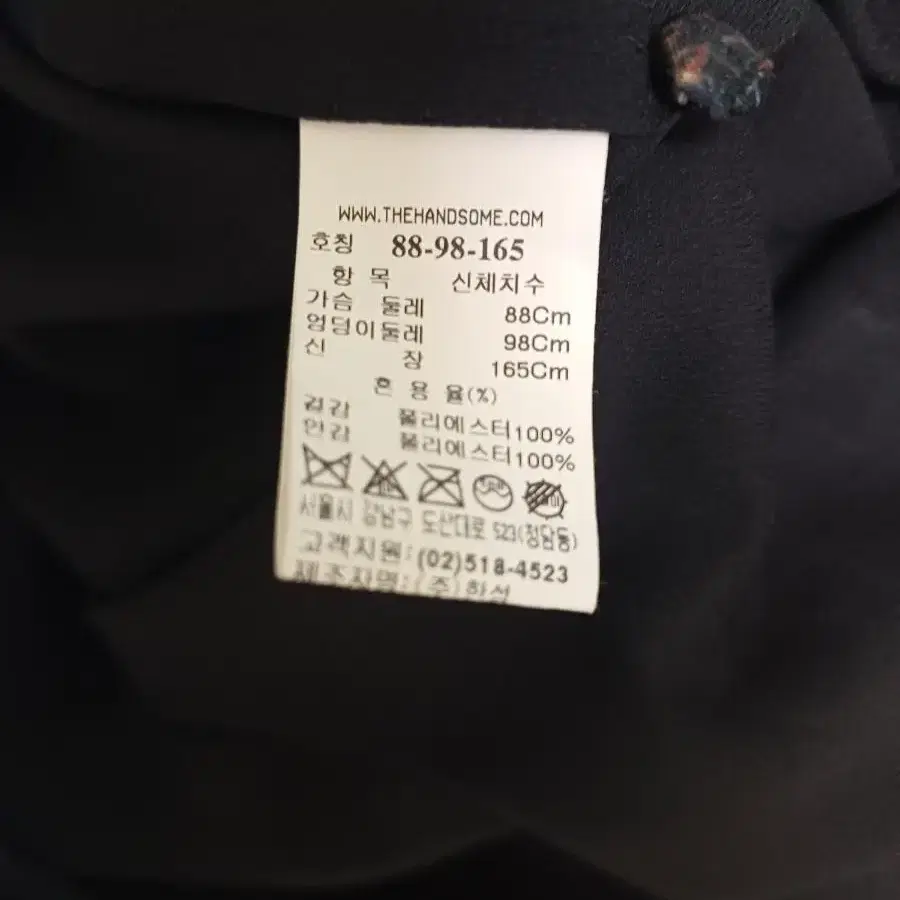 WWW.THEHANDSOME.COM
호칭 88-98-165
항 목 신체치수
가슴 둘레 88Cm
엉덩이둘레 98Cm
신 장 165Cm
혼 용 율(%)
겉감 폴리에스터100%
안감 폴리에스터100%
서울시 강남구 도산대로 523(청담동)
고객지원:(02)518-4523
제조자명:(주)한섬